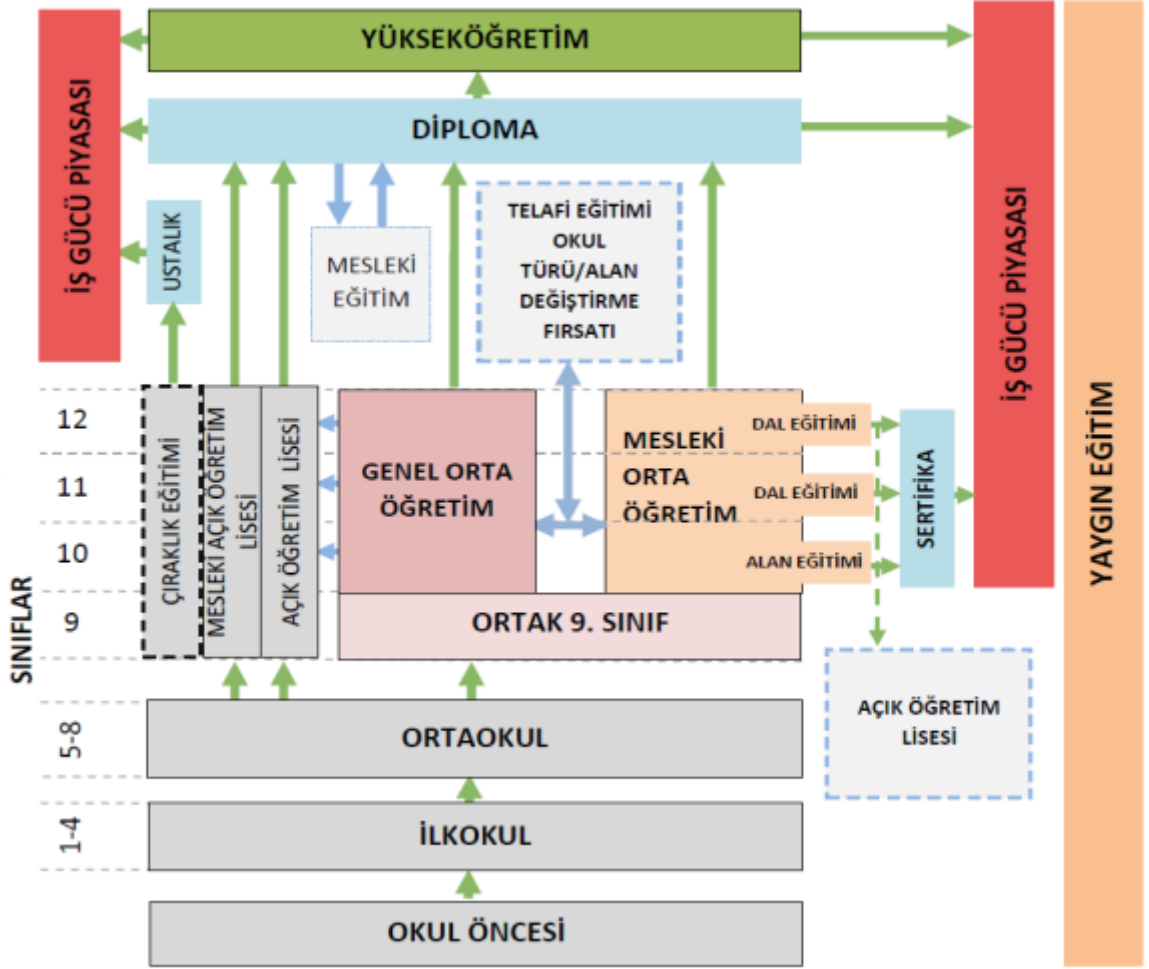 YÜKSEKÖĞRETİM
DİPLOMA
İŞ GÜCÜ PİYASASI
USTALIK
MESLEKİ
EĞİTİM
TELAFİ EĞİTİMİ
OKUL
TÜRÜ/ALAN
DEĞİŞTİRME
FIRSATI
İŞ GÜCÜ PİYASASI
YAYGIN EĞİTİM
SINIFLAR
12
11
10
9
5-8
1-4
ÇIRAKLIK EĞİTİMİ
MESLEKİ AÇIK ÖĞRETİM
LİSESİ
AÇIK ÖĞRETİM LİSESİ
GENEL ORTA
ÖĞRETİM
MESLEKİ
ORTA
ÖĞRETİM
DAL EĞİTİMİ
DAL EĞİTİMİ
ALAN EĞİTİMİ
SERTİFİKA
ORTAK 9. SINIF
AÇIK ÖĞRETİM
LİSESİ
ORTAOKUL
İLKOKUL
OKUL ÖNCESİ